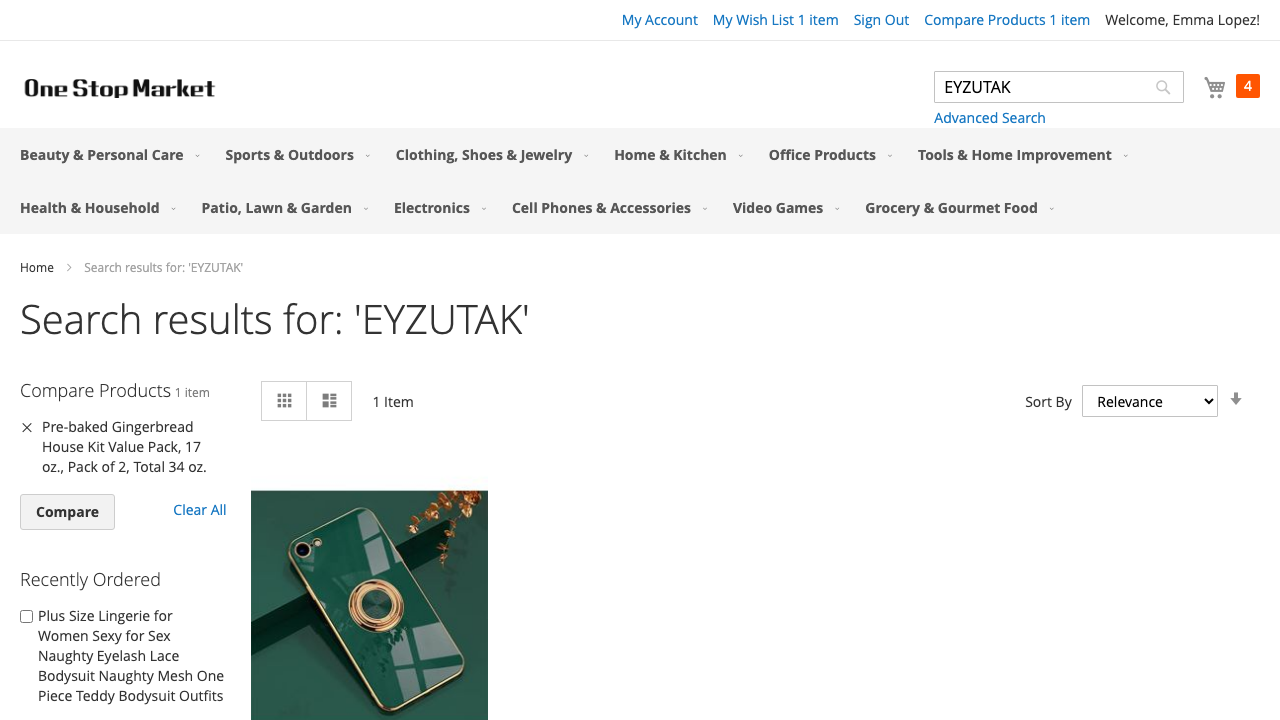 My Account My Wish List 1 item Sign Out Compare Products 1 item Welcome, Emma Lopez!
One Stop Market
EYZUTAK
4
Advanced Search
Beauty & Personal Care Sports & Outdoors Clothing, Shoes & Jewelry Home & Kitchen Office Products Tools & Home Improvement
Health & Household Patio, Lawn & Garden Electronics Cell Phones & Accessories Video Games Grocery & Gourmet Food
Home Search results for: 'EYZUTAK'
Search results for: 'EYZUTAK'
Compare Products 1 item
Pre-baked Gingerbread
House Kit Value Pack, 17
oz., Pack of 2, Total 34 oz.
Compare Clear All
1 Item
Sort By Relevance
Recently Ordered
Plus Size Lingerie for
Women Sexy for Sex
Naughty Eyelash Lace
Bodysuit Naughty Mesh One
Piece Teddy Bodysuit Outfits